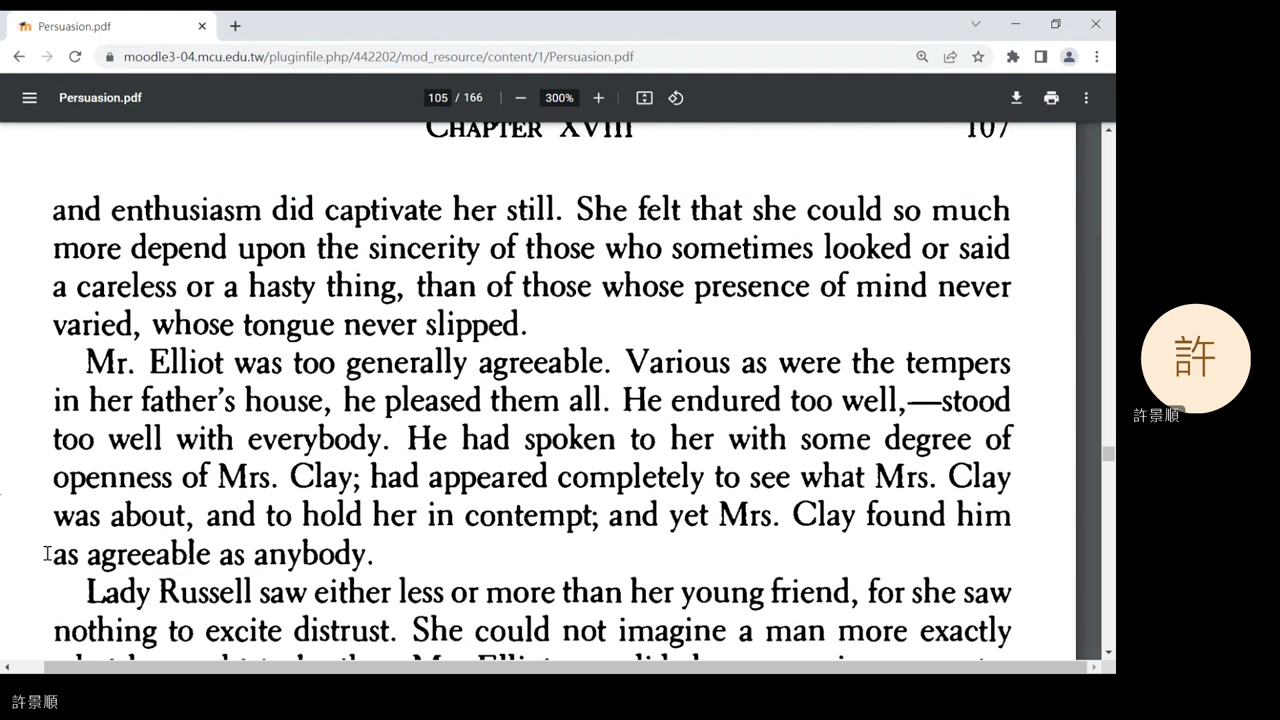 Persuasion.pdf
moodle3-04.mcu.edu.tw/pluginfile.php/442202/mod_resource/content/1/Persuasion.pdf
Persuasion.pdf
105 / 166
300%
CHAPTER XVIII 107
and enthusiasm did captivate her still. She felt that she could so much
more depend upon the sincerity of those who sometimes looked or said
a careless or a hasty thing, than of those whose presence of mind never
varied, whose tongue never slipped.
Mr. Elliot was too generally agreeable. Various as were the tempers
in her father's house, he pleased them all. He endured too well,—stood
too well with everybody. He had spoken to her with some degree of
openness of Mrs. Clay; had appeared completely to see what Mrs. Clay
was about, and to hold her in contempt; and yet Mrs. Clay found him
as agreeable as anybody.
Lady Russell saw either less or more than her young friend, for she saw
nothing to excite distrust. She could not imagine a man more exactly
許
許景順
許景順